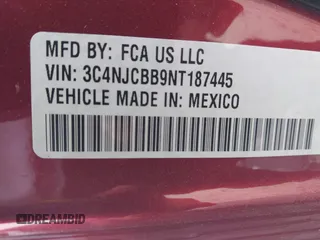 MFD BY: FCA US LLC
VIN: 3C4NJCBB9NT187445
VEHICLE MADE IN: MEXICO
DREAMBID